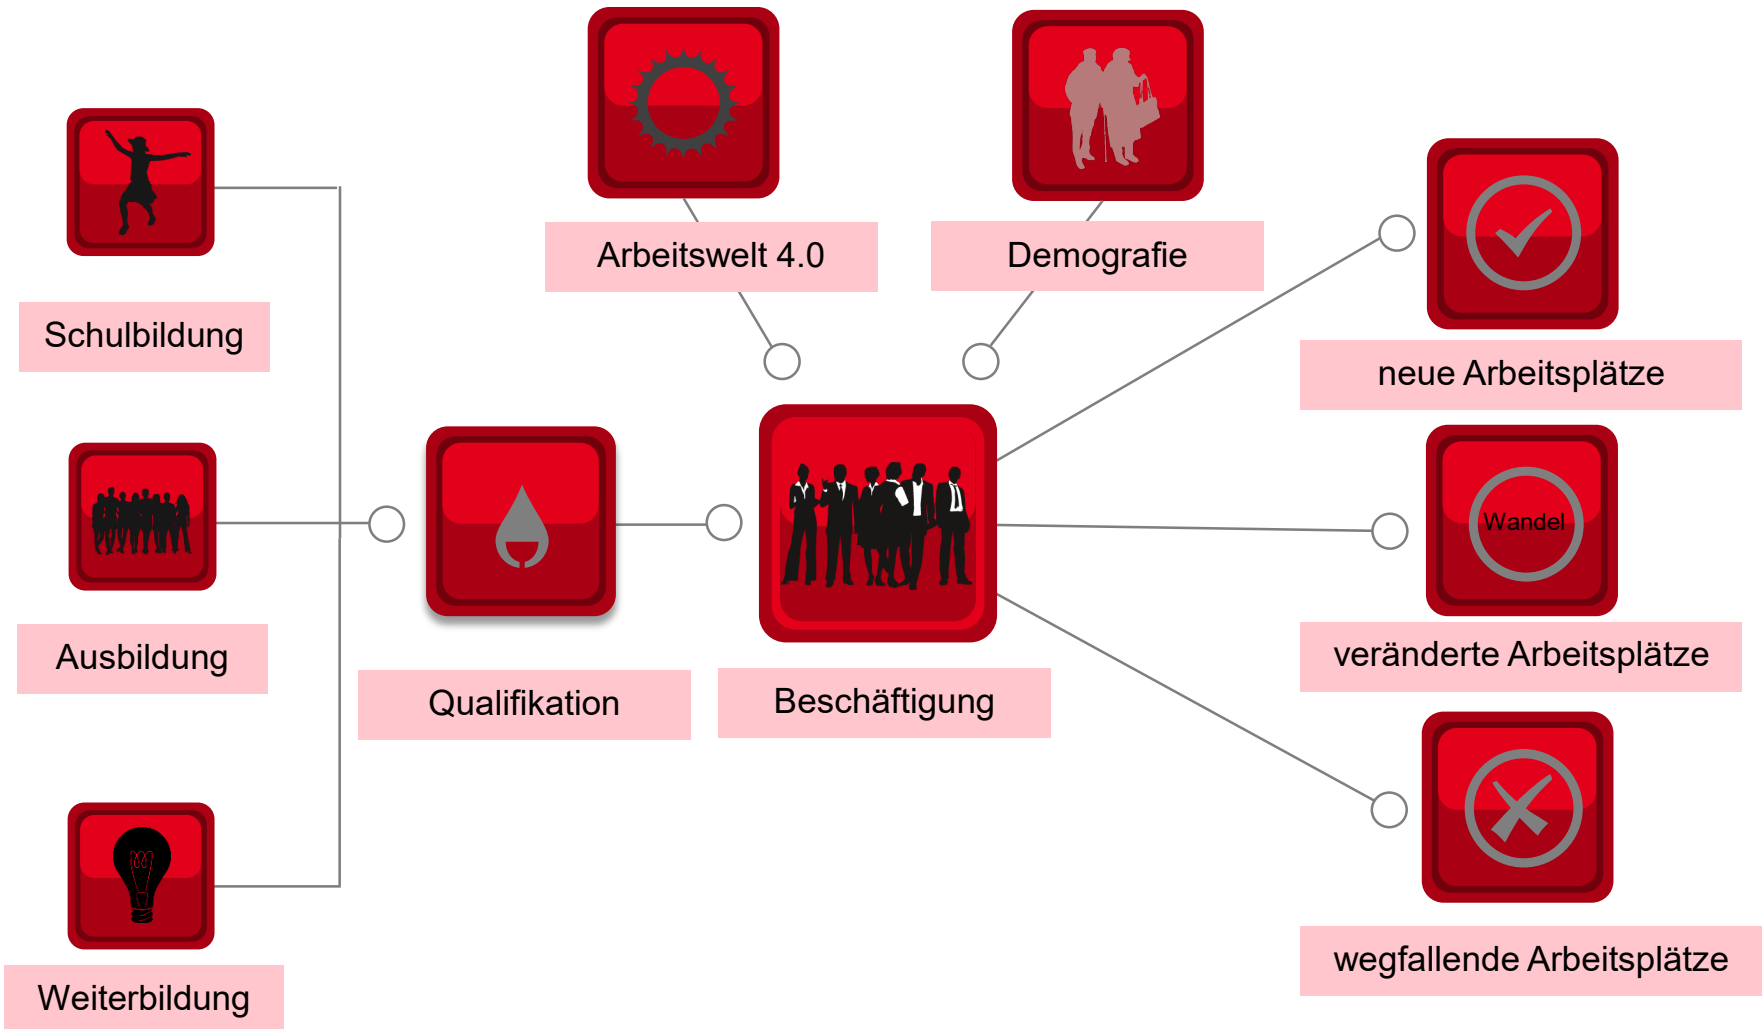 Arbeitswelt 4.0
Demografie
Schulbildung
neue Arbeitsplätze
Wandel
Ausbildung
veränderte Arbeitsplätze
Qualifikation
Beschäftigung
wegfallende Arbeitsplätze
Weiterbildung